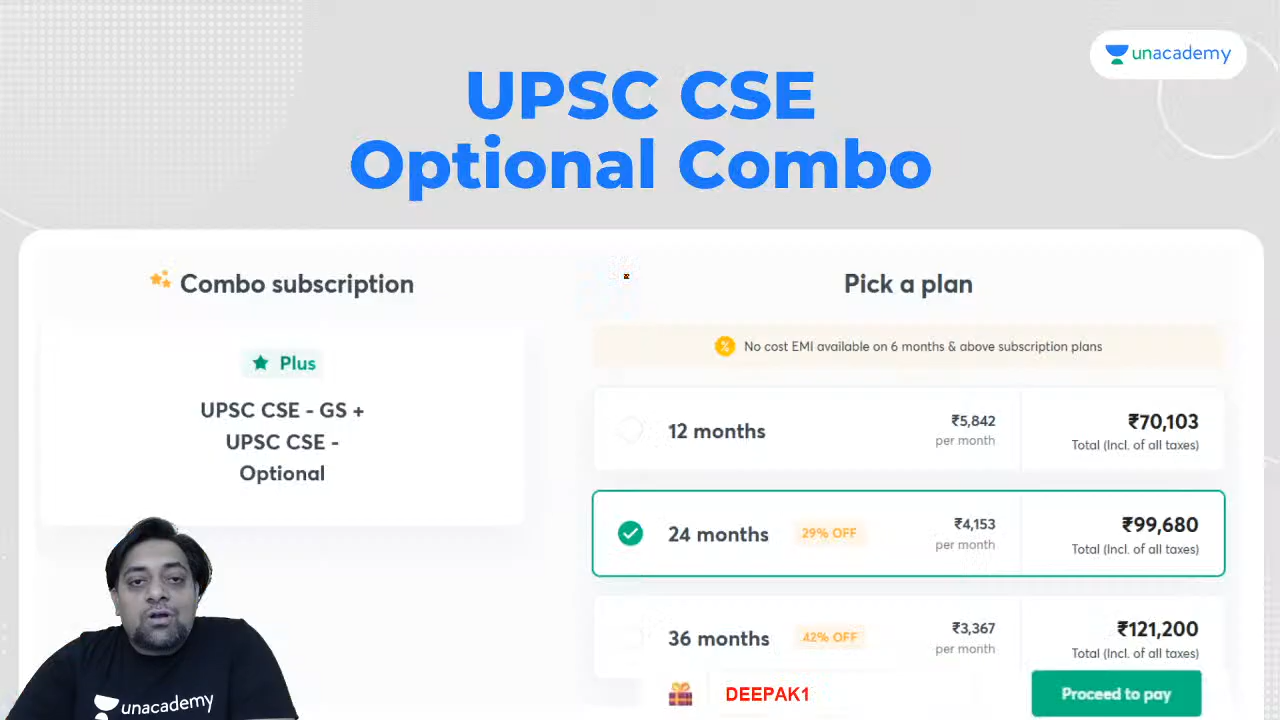 unacademy
UPSC CSE
Optional Combo
Combo subscription
Plus
UPSC CSE - GS +
UPSC CSE -
Optional
Pick a plan
No cost EMI available on 6 months & above subscription plans
12 months
₹5,842
per month
₹70,103
Total (Incl. of all taxes)
24 months
29% OFF
₹4,153
per month
₹99,680
Total (Incl. of all taxes)
36 months
42% OFF
₹3,367
per month
₹121,200
Total (Incl. of all taxes)
DEEPAK1
Proceed to pay
unacademy